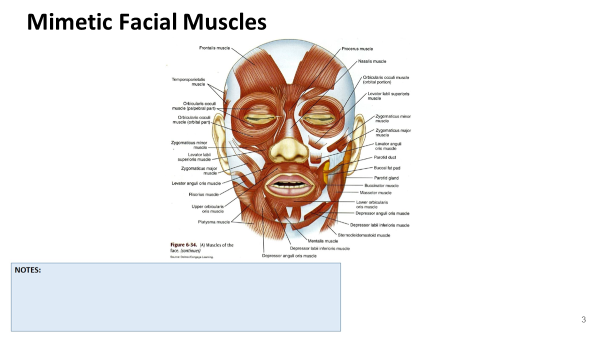 Mimetic Facial Muscles
Frontalis muscle
Temporoparietalis
muscle
Orbicularis occuli
muscle (palpebral part)
Orbicularis occuli
muscle (orbital part)
Zygomaticus minor
muscle
Levator labii
superioris muscle
Zygomaticus major
muscle
Levator anguli oris muscle
Risorius muscle
Upper orbicularis
oris muscle
Platysma muscle
Procerus muscle
Nasalis muscle
Orbicularis occuli muscle
(orbital portion)
Levator labii superioris
muscle
Zygomaticus minor
muscle
Zygomaticus major
muscle
Levator anguli
oris muscle
Parotid duct
Buccal fat pad
Parotid gland
Buccinator muscle
Masseter muscle
Lower orbicularis
oris muscle
Depressor anguli oris muscle
Depressor labii inferioris muscle
Sternocleidomastoid muscle
Mentalis muscle
Depressor labii inferioris muscle
Depressor anguli oris muscle
Figure 6-14. (A) Muscles of the
face. (continues)
NOTES:
3